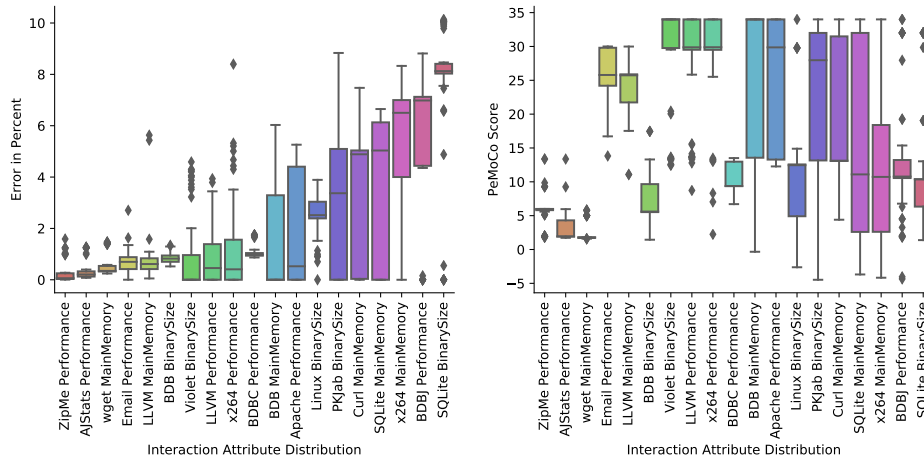 Error in Percent
10
8
6
4
2
0
ZipMe Performance
AJStats Performance
wget MainMemory
Email Performance
LLVM MainMemory
BDB BinarySize
Violet BinarySize
LLVM Performance
x264 Performance
BDBC Performance
BDB MainMemory
Apache Performance
Linux BinarySize
PKjab BinarySize
Curl MainMemory
SQLite MainMemory
x264 MainMemory
BDBJ Performance
SQLite BinarySize
Interaction Attribute Distribution
PeMoCo Score
35
30
25
20
15
10
5
0
−5
ZipMe Performance
AJStats Performance
wget MainMemory
Email Performance
LLVM MainMemory
BDB BinarySize
Violet BinarySize
LLVM Performance
x264 Performance
BDBC Performance
BDB MainMemory
Apache Performance
Linux BinarySize
PKjab BinarySize
Curl MainMemory
SQLite MainMemory
x264 MainMemory
BDBJ Performance
SQLite BinarySize
Interaction Attribute Distribution